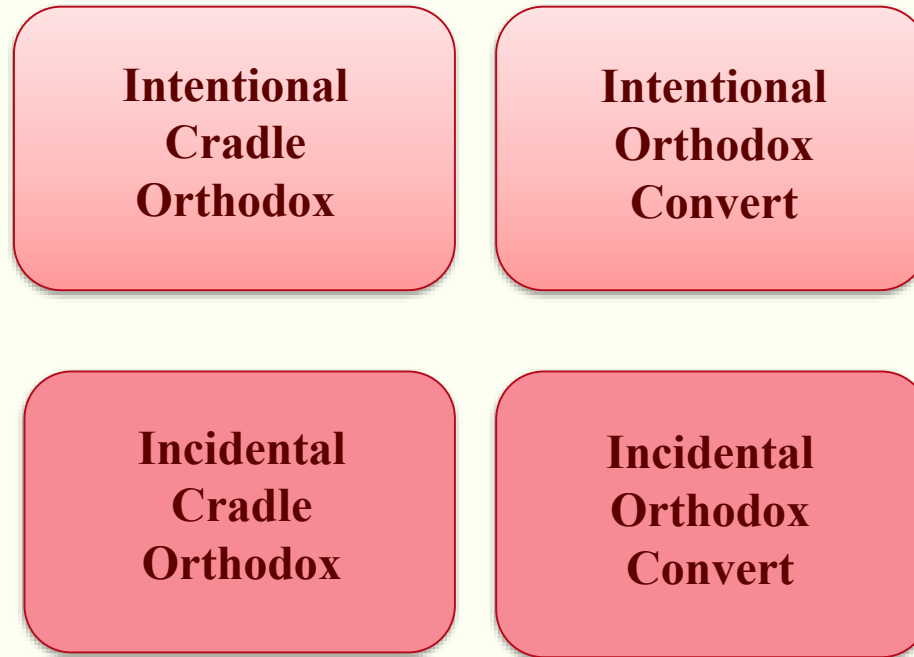 Intentional
Cradle
Orthodox
Intentional
Orthodox
Convert
Incidental
Cradle
Orthodox
Incidental
Orthodox
Convert